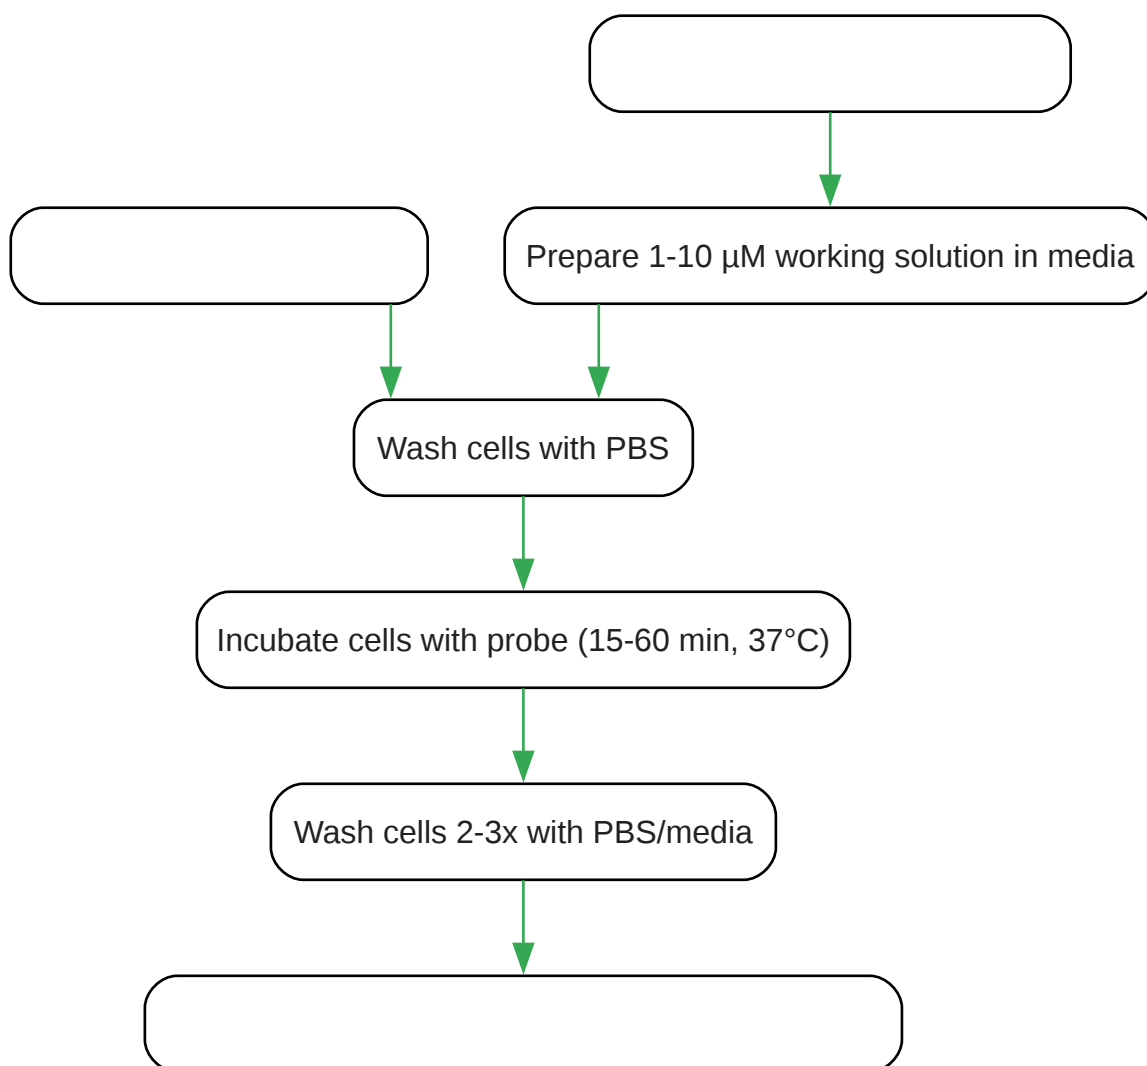 Prepare 1-10 µM working solution in media
Wash cells with PBS
Incubate cells with probe (15-60 min, 37°C)
Wash cells 2-3x with PBS/media